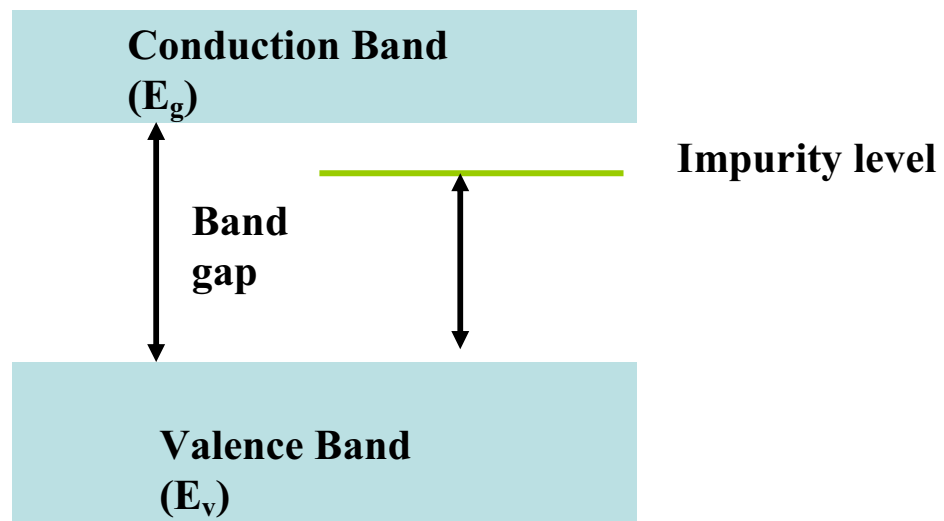 Conduction Band
(Eg)
Impurity level
Band
gap
Valence Band
(Ev)